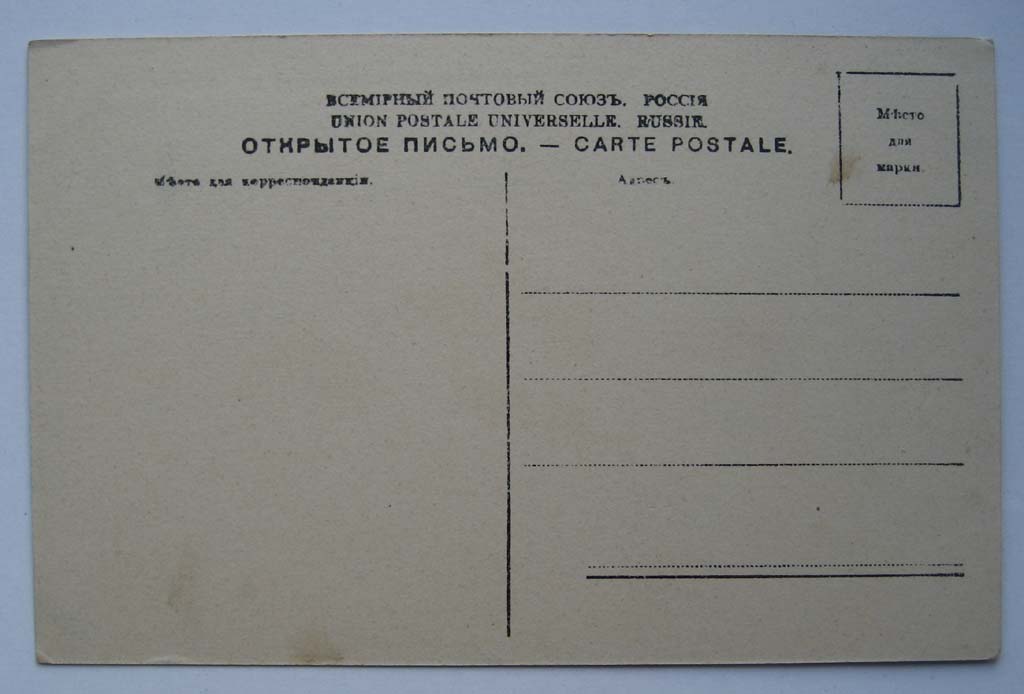 ВСЕМІРНЫЙ ПОЧТОВЫЙ СОЮЗЪ. РОССІЯ
UNION POSTALE UNIVERSELLE. RUSSIE.
ОТКРЫТОЕ ПИСЬМО. — CARTE POSTALE.
Мѣсто для корреспонденціи.
Адресъ.
Мѣсто
для
марки.